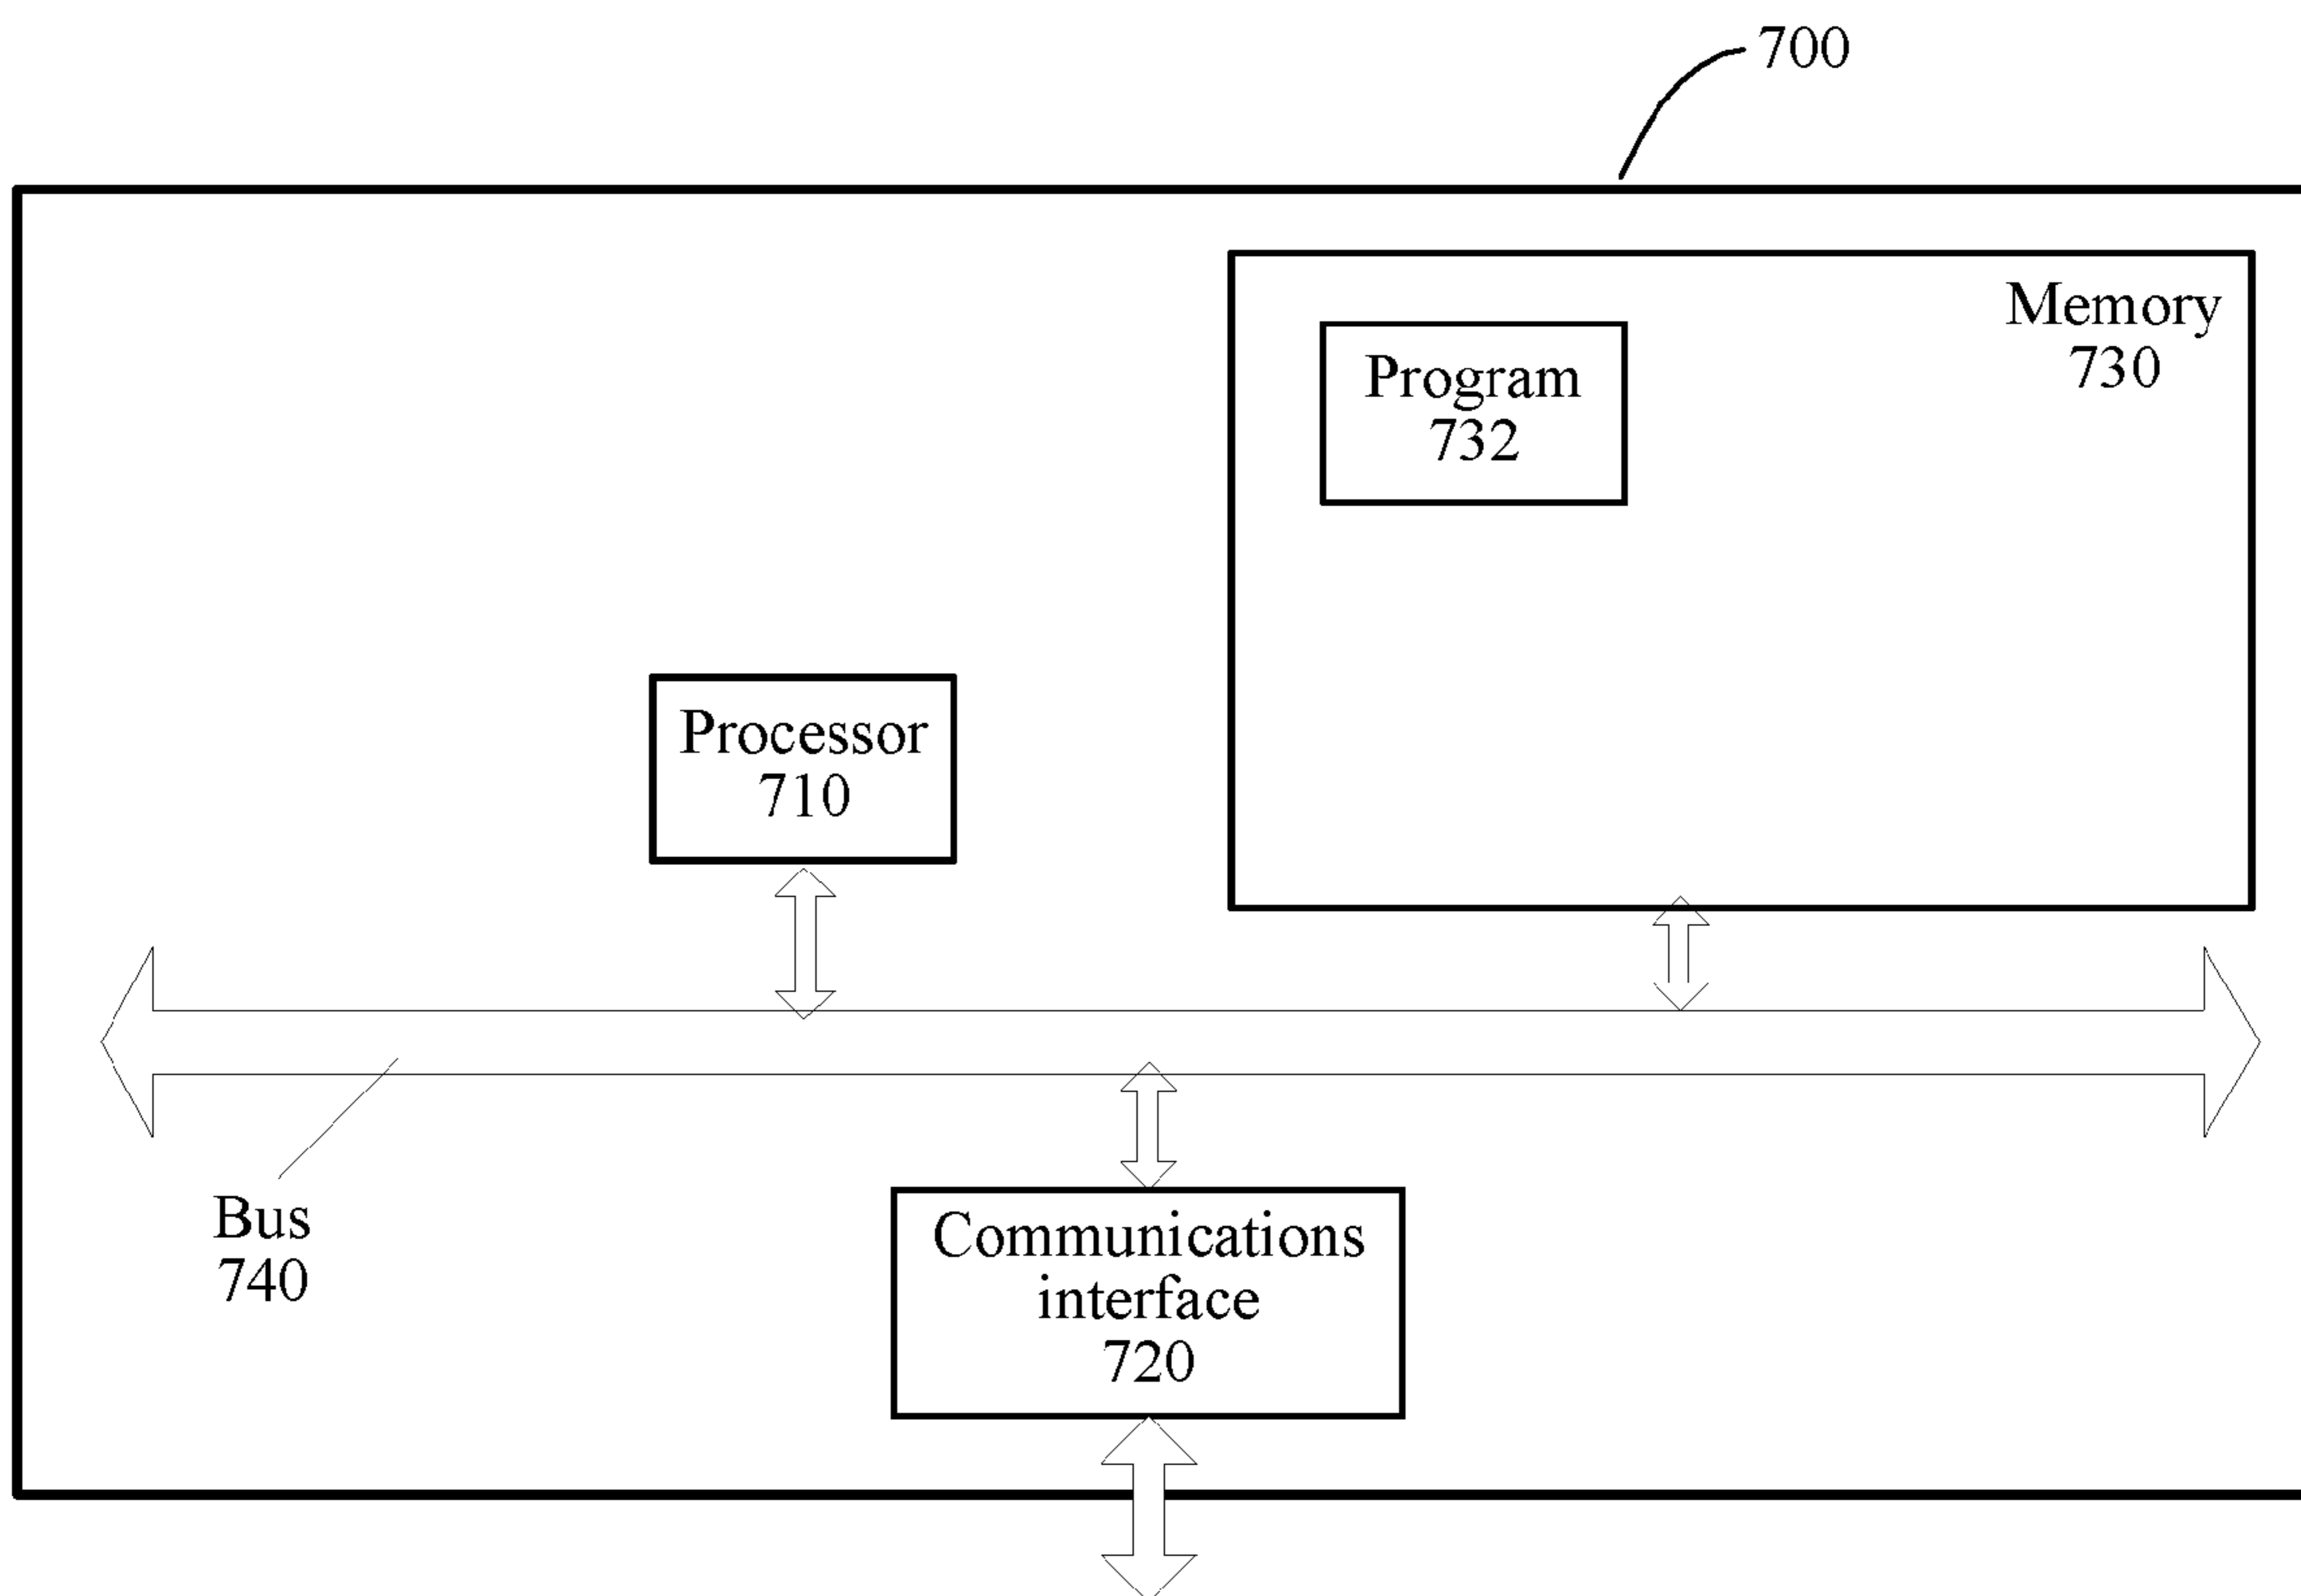 700
Memory
730
Program
732
Processor
710
Bus
740
Communications
interface
720